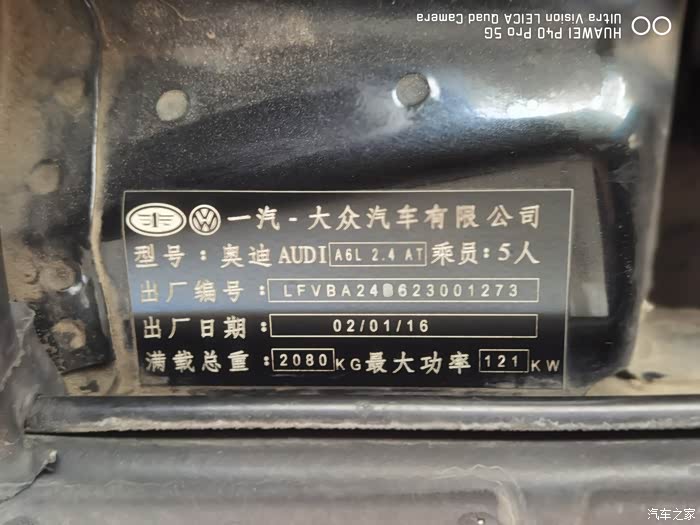 HUAWEI P40 Pro 5G
Ultra Vision LEICA Quad Camera
一汽-大众汽车有限公司
型号:奥迪 AUDI A6L 2.4 AT 乘员:5人
出厂编号: LFVBA24B623001273
出厂日期: 02/01/16
满载总重: 2080 KG 最大功率 121 KW
汽车之家